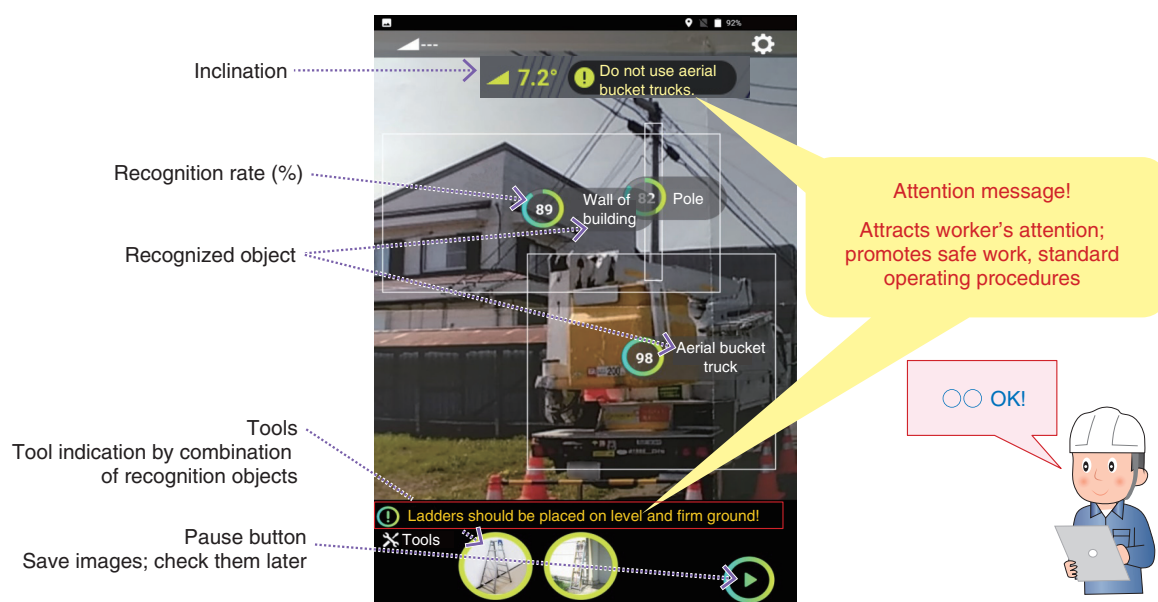 92%
---
Inclination
7.2°
! Do not use aerial
bucket trucks.
Recognition rate (%)
89
Wall of
building
82
Pole
Attention message!
Attracts worker's attention;
promotes safe work, standard
operating procedures
Recognized object
98
Aerial bucket
truck
○○ OK!
Tools
Tool indication by combination
of recognition objects
! Ladders should be placed on level and firm ground!
Tools
Pause button
Save images; check them later